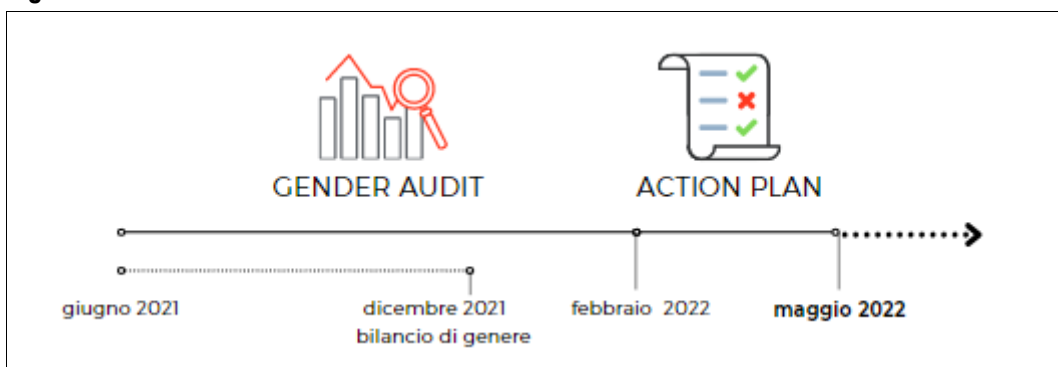 GENDER AUDIT
ACTION PLAN
giugno 2021
dicembre 2021
bilancio di genere
febbraio 2022
maggio 2022